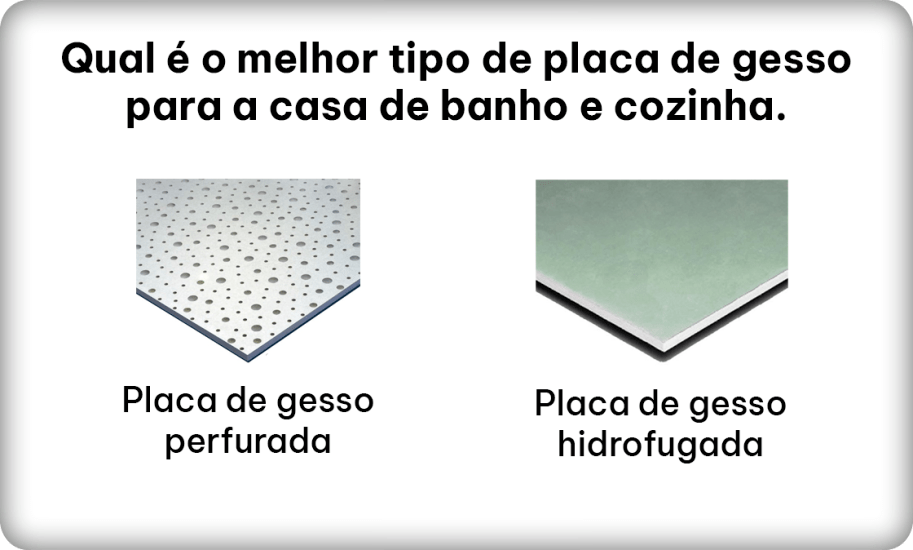 Qual é o melhor tipo de placa de gesso
para a casa de banho e cozinha.
Placa de gesso
perfurada
Placa de gesso
hidrofugada